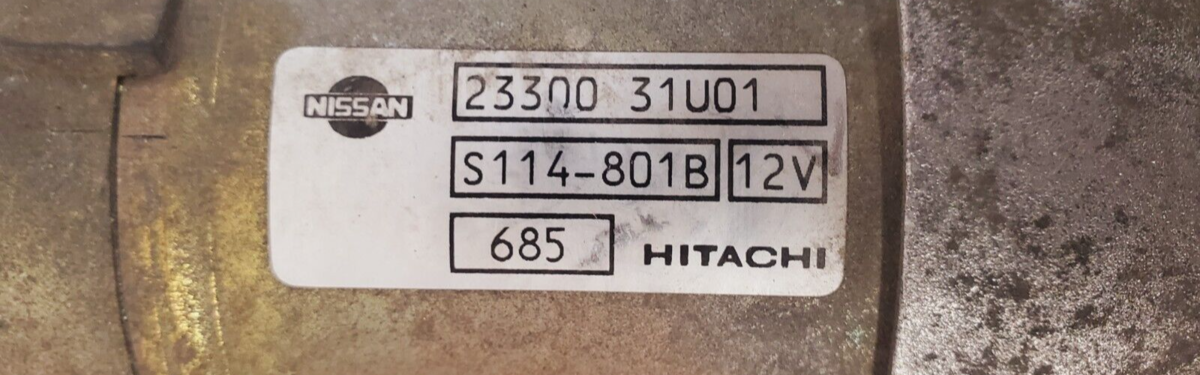 NISSAN
23300 31U01
S114-801B 12V
685 HITACHI